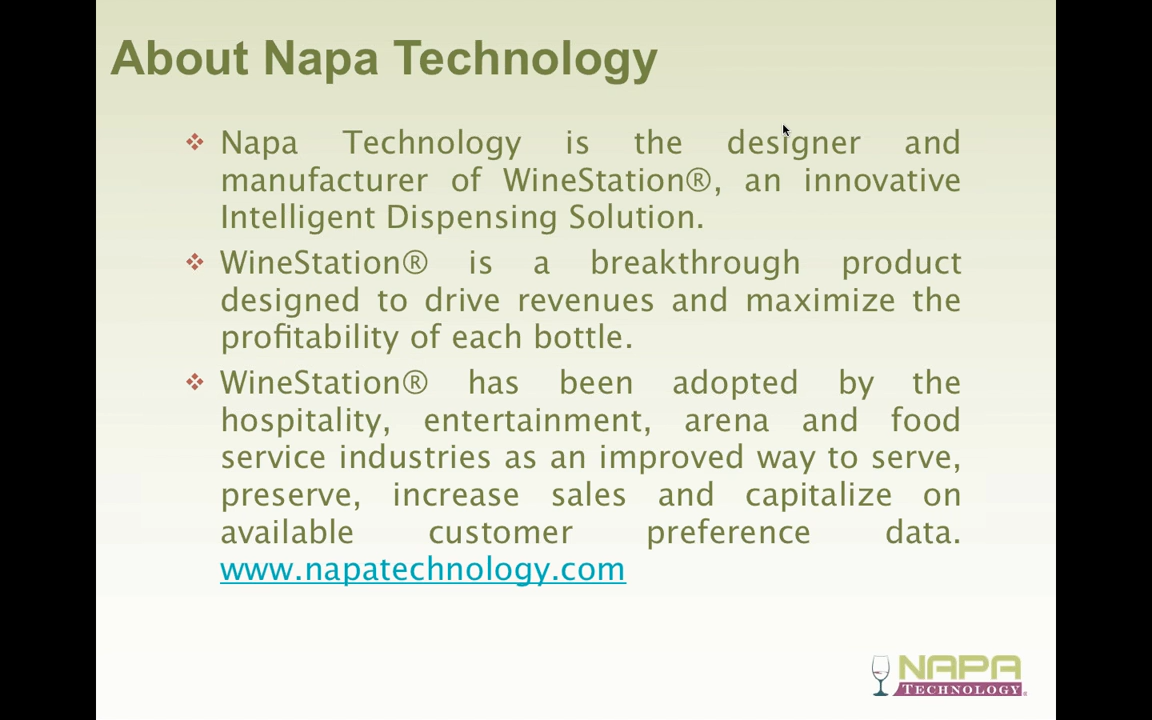 About Napa Technology
❖ Napa Technology is the designer and
manufacturer of WineStation®, an innovative
Intelligent Dispensing Solution.
❖ WineStation® is a breakthrough product
designed to drive revenues and maximize the
profitability of each bottle.
❖ WineStation® has been adopted by the
hospitality, entertainment, arena and food
service industries as an improved way to serve,
preserve, increase sales and capitalize on
available customer preference data.
www.napatechnology.com
NAPA
TECHNOLOGY®